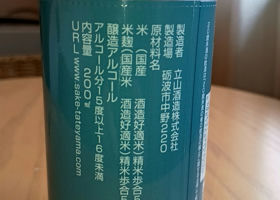 製造者 立山酒造株式会社
製造場 砺波市中野220
原材料名
米（国産 酒造好適米）精米歩合5
米麹（国産米 酒造好適米）精米歩合5
醸造アルコール
アルコール分15度以上16度未満
内容量 200ml
URL www.sake-tateyama.com